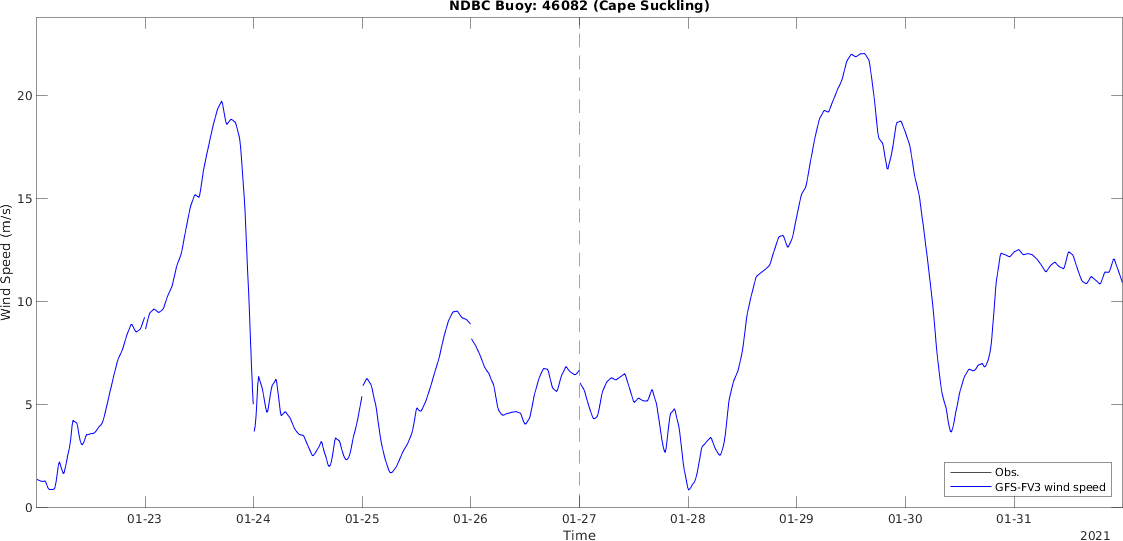 NDBC Buoy: 46082 (Cape Suckling)
Wind Speed (m/s)
20
15
10
5
0
01-23 01-24 01-25 01-26 01-27 01-28 01-29 01-30 01-31
Time
2021
Obs.
GFS-FV3 wind speed